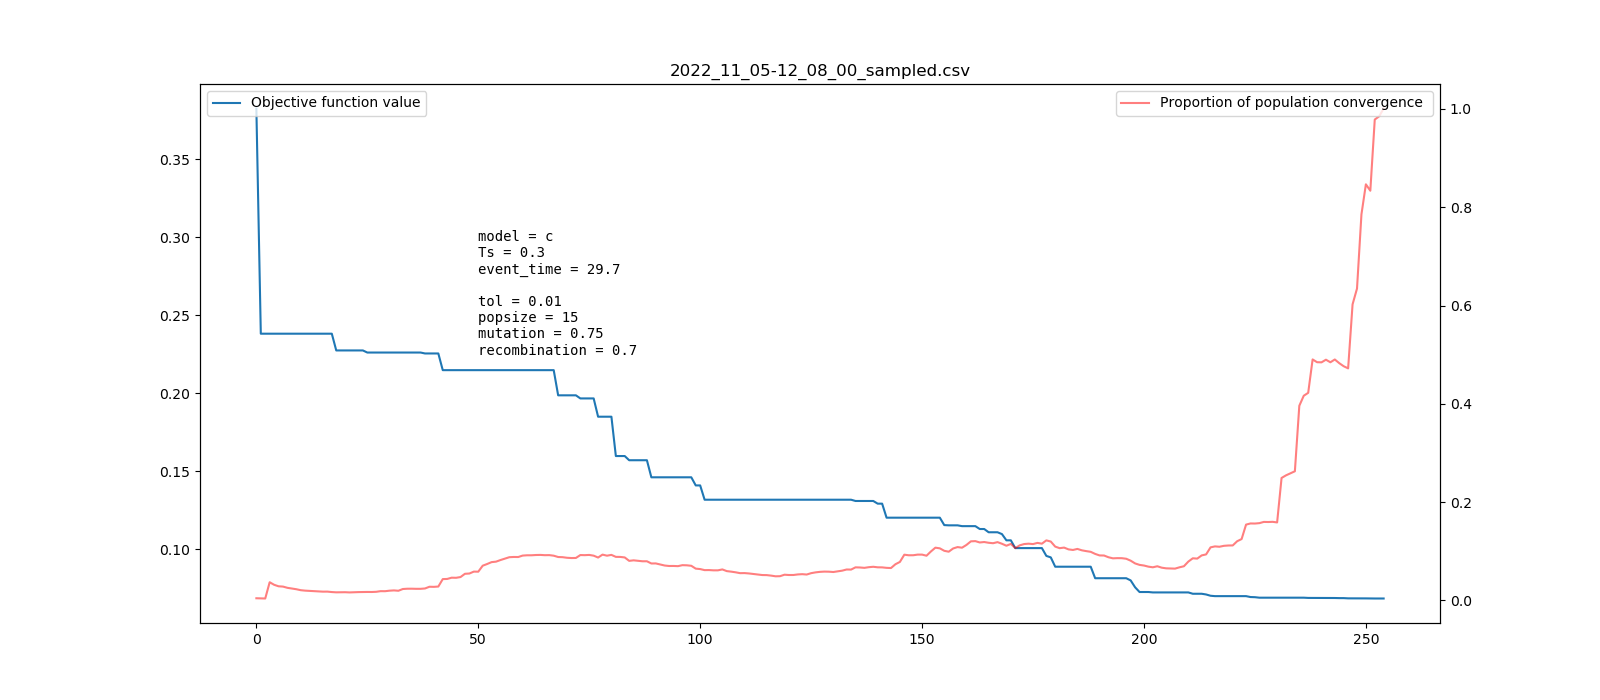 2022_11_05-12_08_00_sampled.csv
Objective function value
Proportion of population convergence
model = c
Ts = 0.3
event_time = 29.7
tol = 0.01
popsize = 15
mutation = 0.75
recombination = 0.7
0.35
0.30
0.25
0.20
0.15
0.10
1.0
0.8
0.6
0.4
0.2
0.0
0 50 100 150 200 250